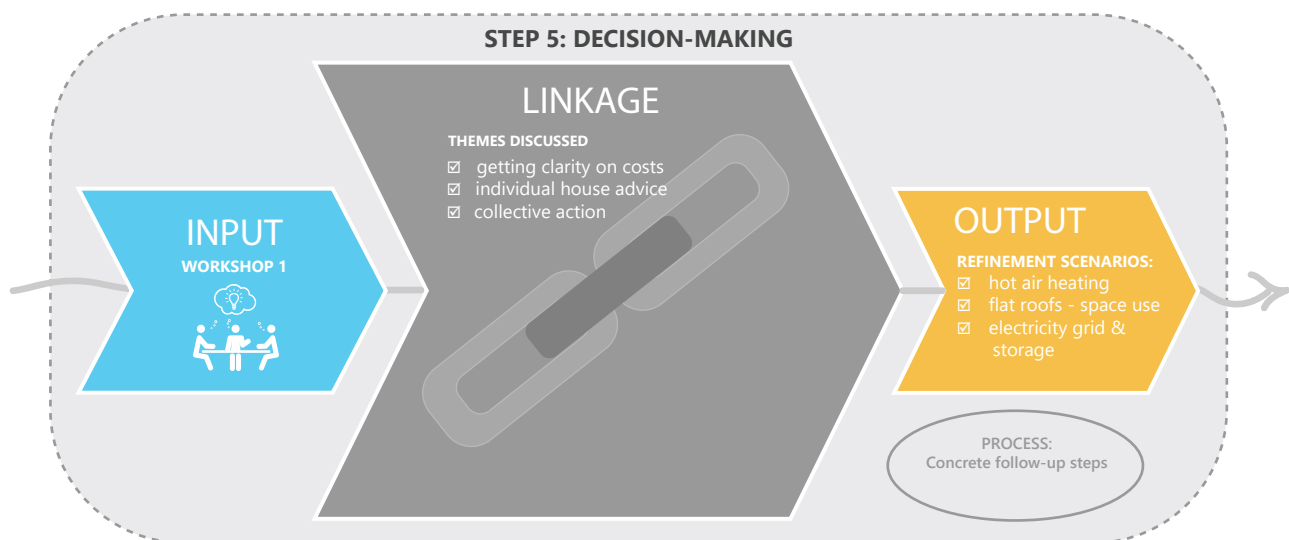 STEP 5: DECISION-MAKING
LINKAGE
THEMES DISCUSSED
☑ getting clarity on costs
☑ individual house advice
☑ collective action
INPUT
WORKSHOP 1
OUTPUT
REFINEMENT SCENARIOS:
☑ hot air heating
☑ flat roofs - space use
☑ electricity grid &
storage
PROCESS:
Concrete follow-up steps